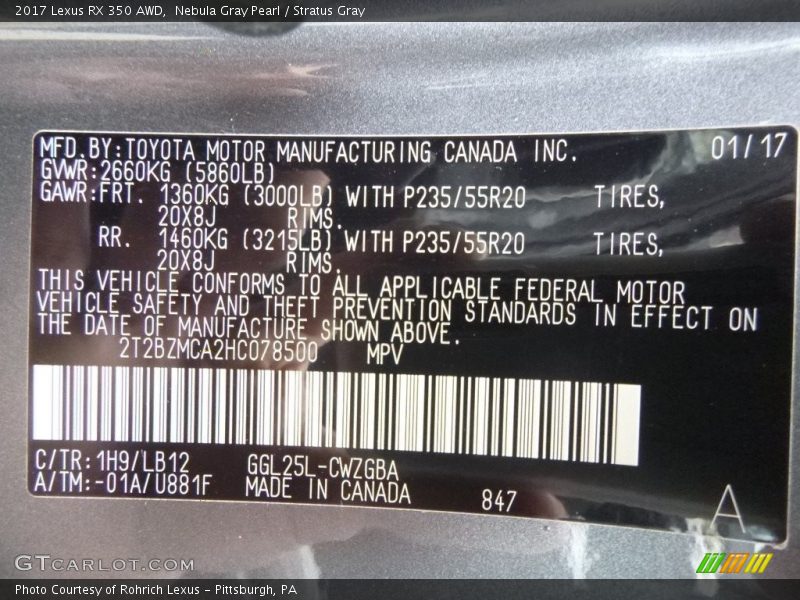 2017 Lexus RX 350 AWD, Nebula Gray Pearl / Stratus Gray
MFD.BY:TOYOTA MOTOR MANUFACTURING CANADA INC. 01/17
GVWR:2660KG (5860LB)
GAWR:FRT. 1360KG (3000LB) WITH P235/55R20 TIRES,
20X8J RIMS.
RR. 1460KG (3215LB) WITH P235/55R20 TIRES,
20X8J RIMS.
THIS VEHICLE CONFORMS TO ALL APPLICABLE FEDERAL MOTOR
VEHICLE SAFETY AND THEFT PREVENTION STANDARDS IN EFFECT ON
THE DATE OF MANUFACTURE SHOWN ABOVE.
2T2BZMCA2HC078500 MPV
C/TR:1H9/LB12 GGL25L-CWZGBA
A/TM:-01A/U881F MADE IN CANADA 847
A
GTCARLOT.COM
Photo Courtesy of Rohrich Lexus - Pittsburgh, PA